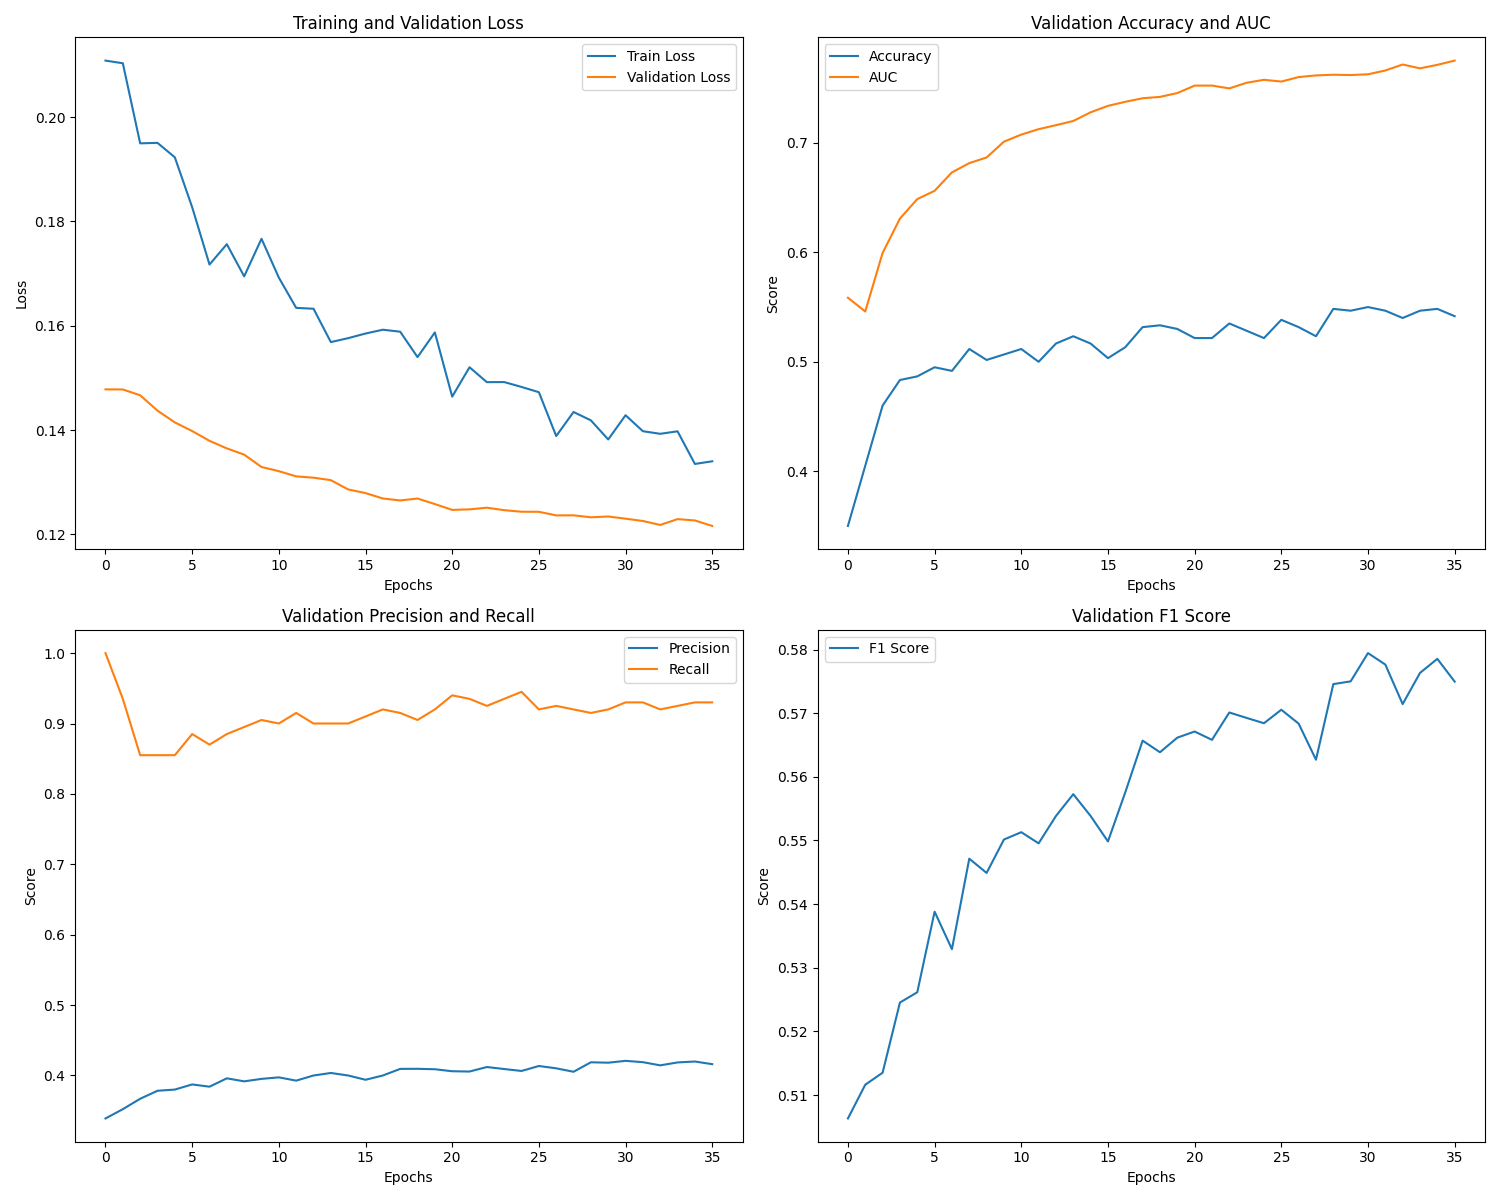 Training and Validation Loss
Train Loss
Validation Loss
0.20
0.18
0.16
0.14
0.12
Loss
0 5 10 15 20 25 30 35
Epochs
Validation Accuracy and AUC
Accuracy
AUC
0.7
0.6
0.5
0.4
Score
0 5 10 15 20 25 30 35
Epochs
Validation Precision and Recall
Precision
Recall
1.0
0.9
0.8
0.7
0.6
0.5
0.4
Score
0 5 10 15 20 25 30 35
Epochs
Validation F1 Score
F1 Score
0.58
0.57
0.56
0.55
0.54
0.53
0.52
0.51
Score
0 5 10 15 20 25 30 35
Epochs